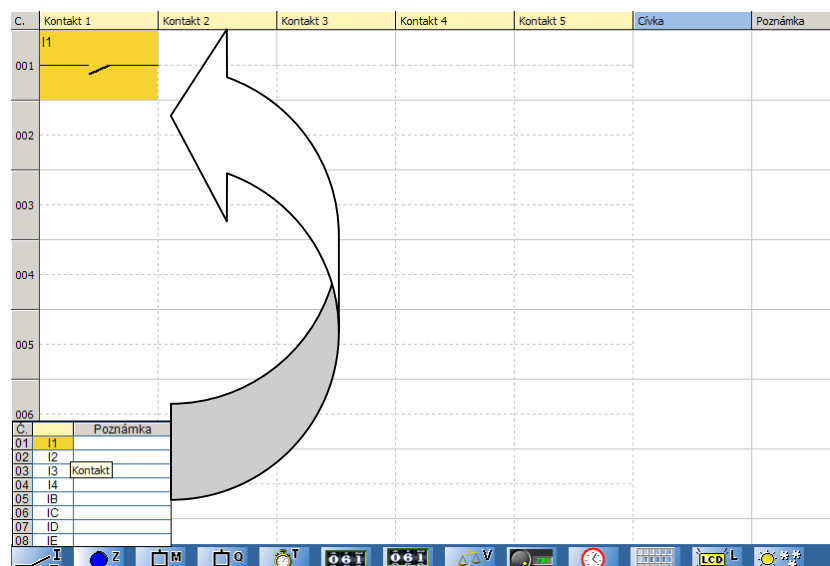 C. Kontakt 1 Kontakt 2 Kontakt 3 Kontakt 4 Kontakt 5 Cívka Poznámka
I1
001
002
003
004
005
006
Č. Poznámka
01 I1
02 I2
03 I3 Kontakt
04 I4
05 IB
06 IC
07 ID
08 IE
I Z M Q T 061 061 V LCD L